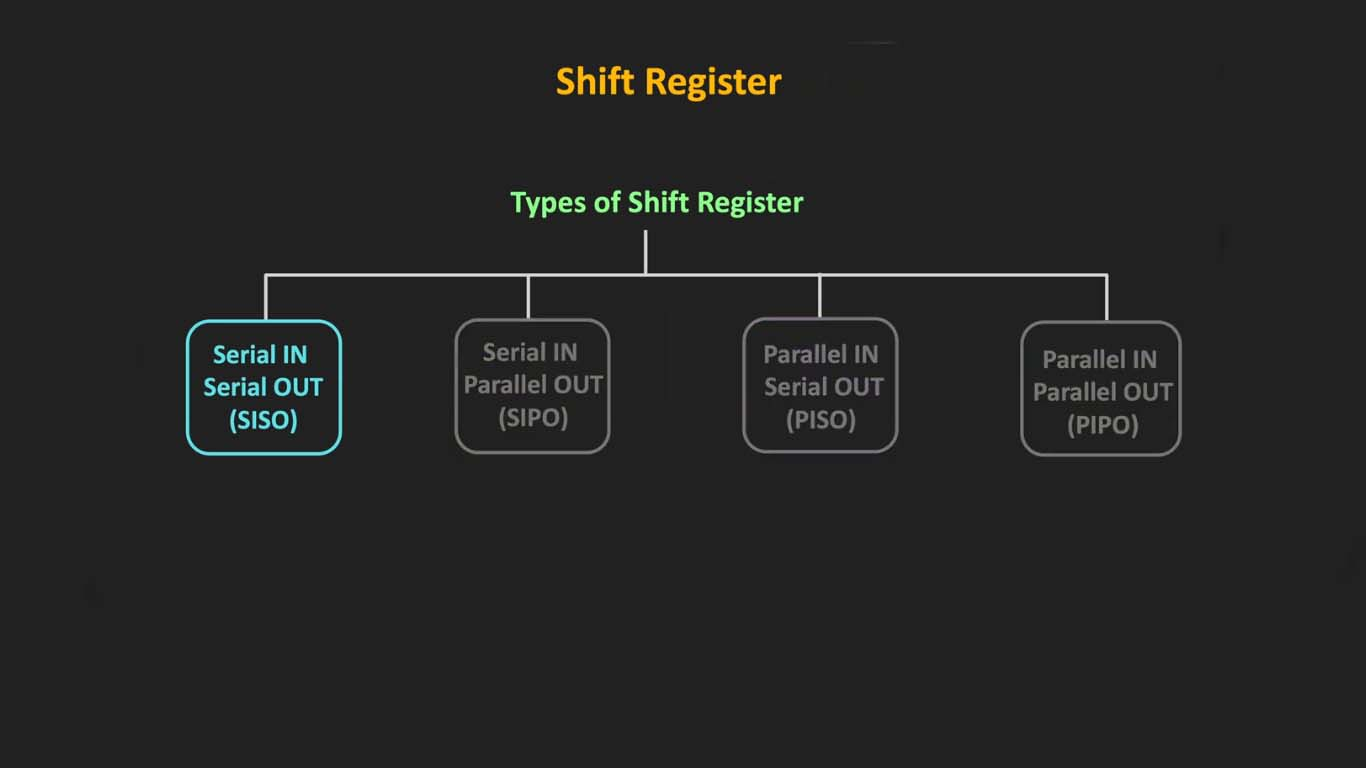 Shift Register
Types of Shift Register
Serial IN
Serial OUT
(SISO)
Serial IN
Parallel OUT
(SIPO)
Parallel IN
Serial OUT
(PISO)
Parallel IN
Parallel OUT
(PIPO)